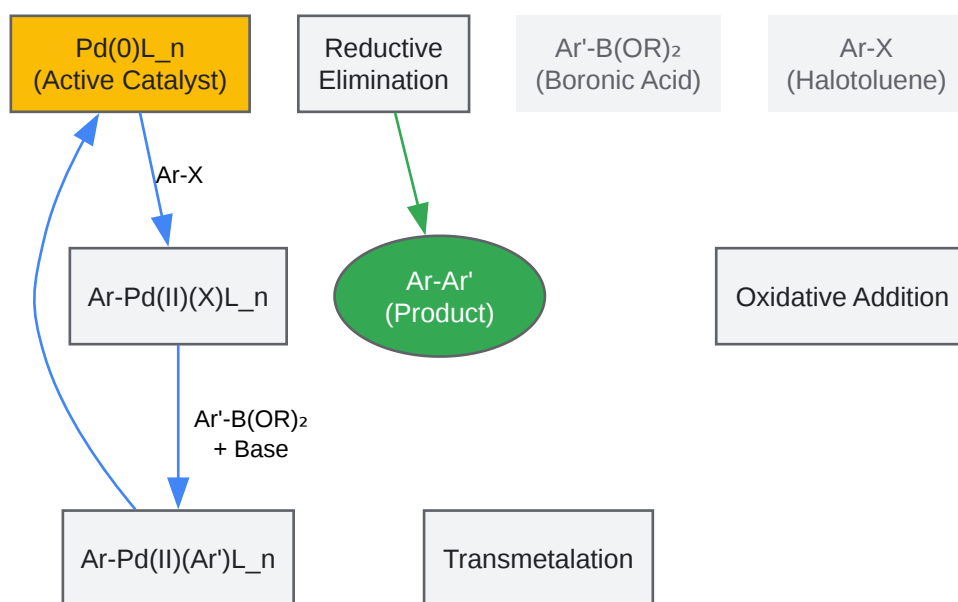 Pd(0)L_n
(Active Catalyst)
Reductive
Elimination
Ar'-B(OR)₂
(Boronic Acid)
Ar-X
(Halotoluene)
Ar-X
Ar-Pd(II)(X)L_n
Ar-Ar'
(Product)
Oxidative Addition
Ar'-B(OR)₂
+ Base
Ar-Pd(II)(Ar')L_n
Transmetalation